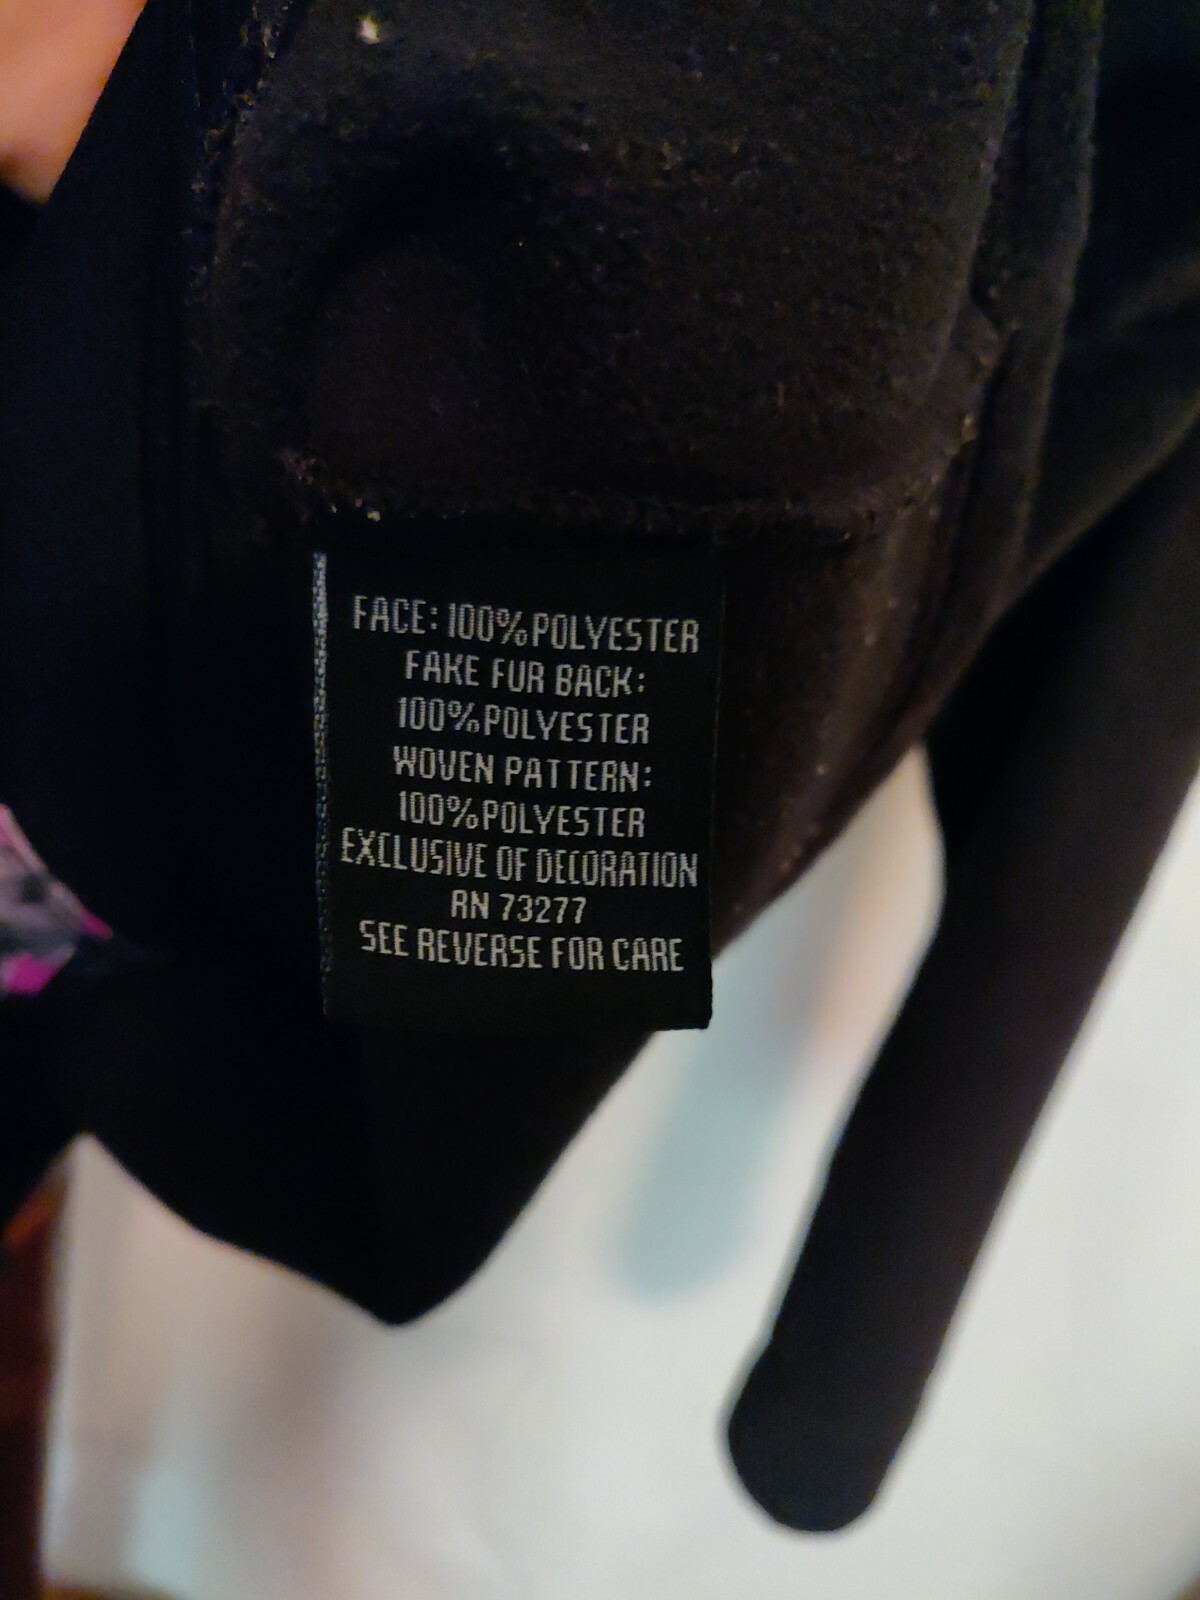 FACE: 100% POLYESTER
FAKE FUR BACK:
100% POLYESTER
WOVEN PATTERN:
100% POLYESTER
EXCLUSIVE OF DECORATION
RN 73277
SEE REVERSE FOR CARE